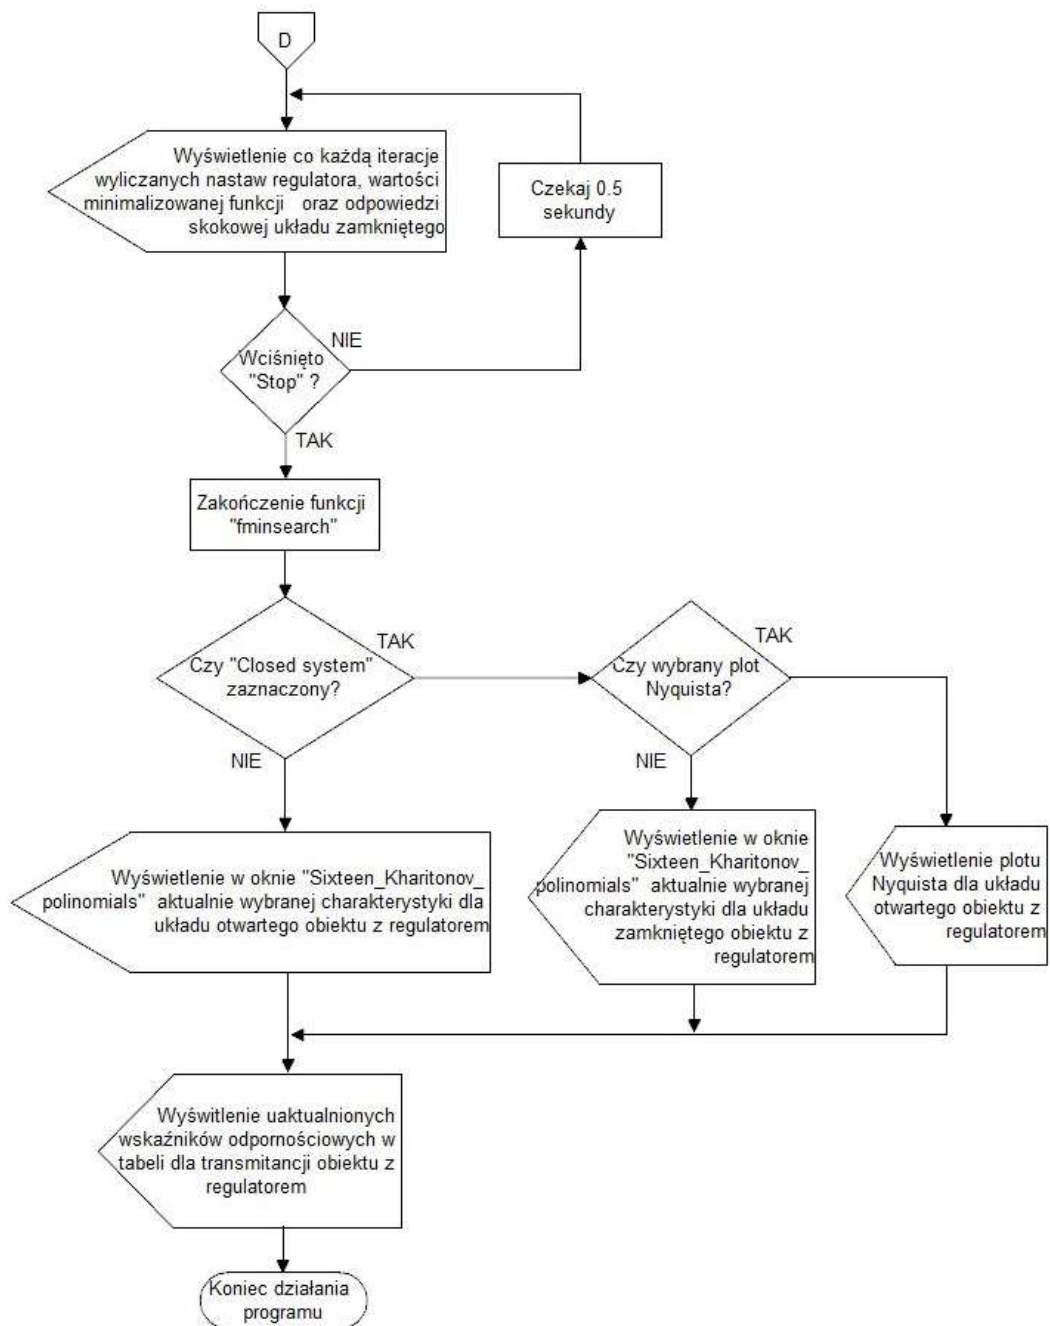 D
Wyświetlenie co każdą iteracje
wyliczanych nastaw regulatora, wartości
minimalizowanej funkcji oraz odpowiedzi
skokowej układu zamkniętego
Czekaj 0.5
sekundy
Wciśnięto
"Stop" ?
NIE
TAK
Zakończenie funkcji
"fminsearch"
Czy "Closed system"
zaznaczony?
TAK
NIE
Czy wybrany plot
Nyquista?
TAK
NIE
Wyświetlenie w oknie "Sixteen_Kharitonov_
polinomials" aktualnie wybranej charakterystyki dla
układu otwartego obiektu z regulatorem
Wyświetlenie w oknie
"Sixteen_Kharitonov_
polinomials" aktualnie wybranej
charakterystyki dla układu
zamkniętego obiektu z
regulatorem
Wyświetlenie plotu
Nyquista dla układu
otwartego obiektu z
regulatorem
Wyświtlenie uaktualnionych
wskaźników odpornościowych w
tabeli dla transmitancji obiektu z
regulatorem
Koniec działania
programu